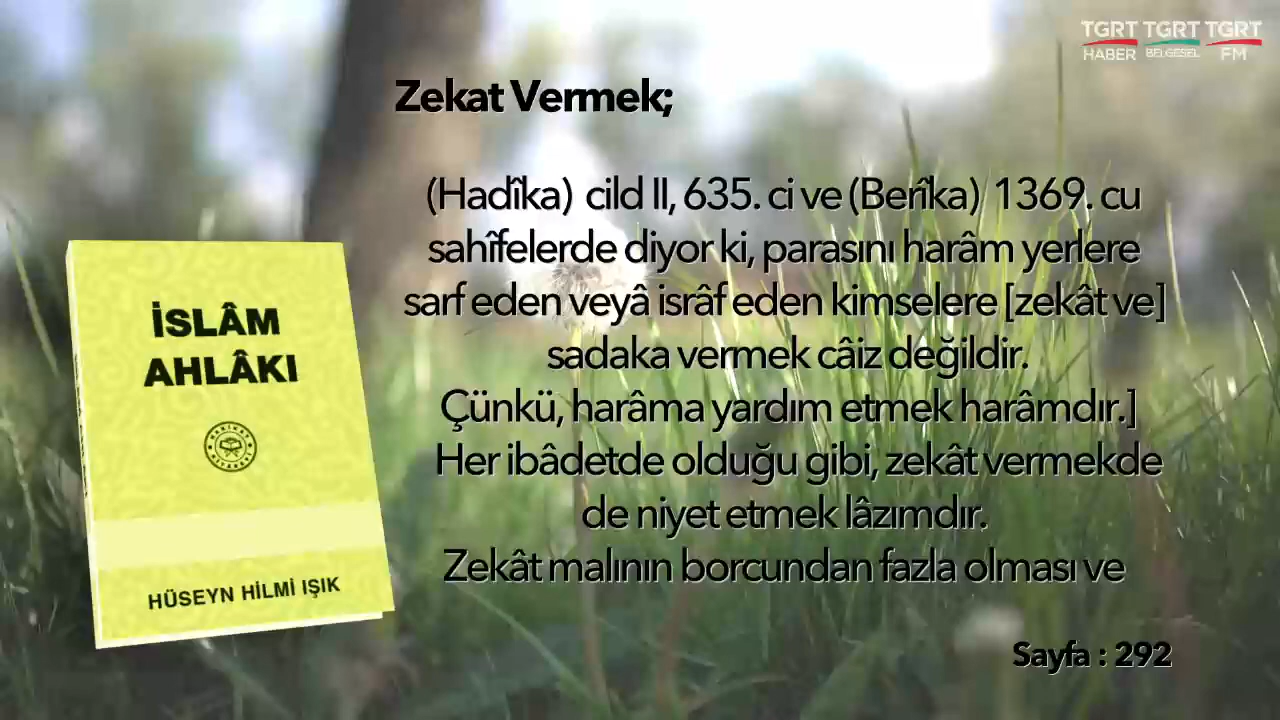 TGRT TGRT TGRT
HABER BELGESEL FM
Zekat Vermek;
(Hadîka) cild II, 635. ci ve (Berîka) 1369. cu
sahîfelerde diyor ki, parasını harâm yerlere
sarf eden veyâ isrâf eden kimselere [zekât ve]
sadaka vermek câiz değildir.
Çünkü, harâma yardım etmek harâmdır.]
Her ibâdetde olduğu gibi, zekât vermekde
de niyet etmek lâzımdır.
Zekât malının borcundan fazla olması ve
Sayfa : 292
İSLÂM
AHLÂKI
HÜSEYN HİLMİ IŞIK